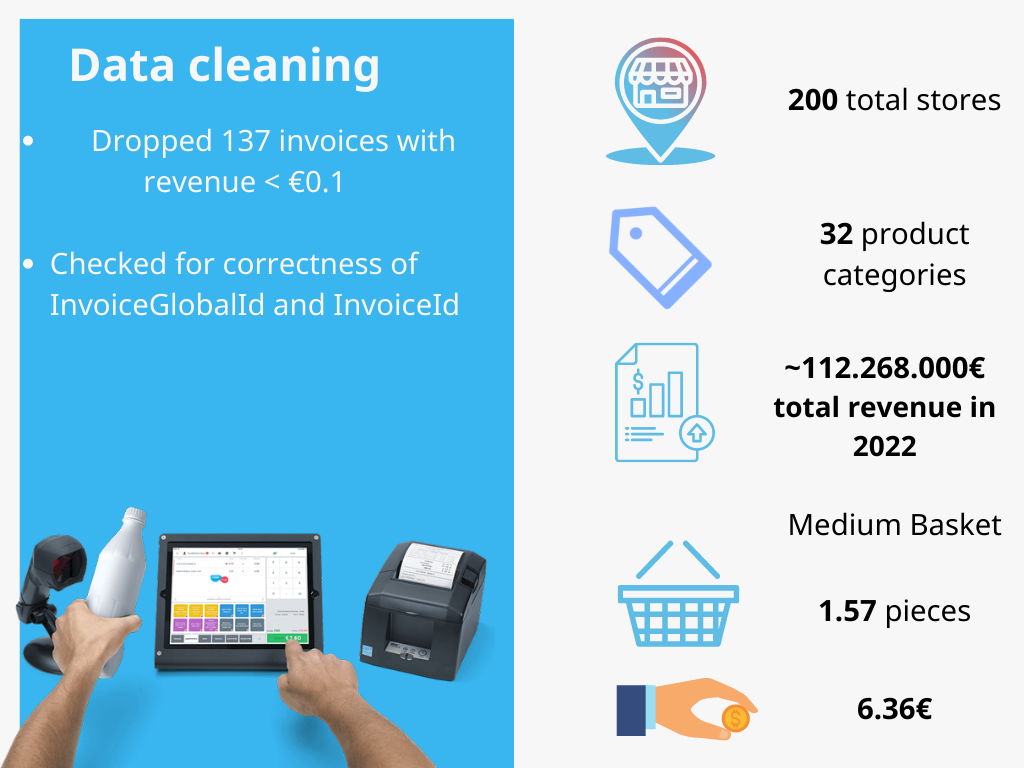 Data cleaning
• Dropped 137 invoices with
revenue < €0.1
• Checked for correctness of
InvoiceGlobalId and InvoiceId
200 total stores
32 product
categories
~112.268.000€
total revenue in
2022
Medium Basket
1.57 pieces
6.36€